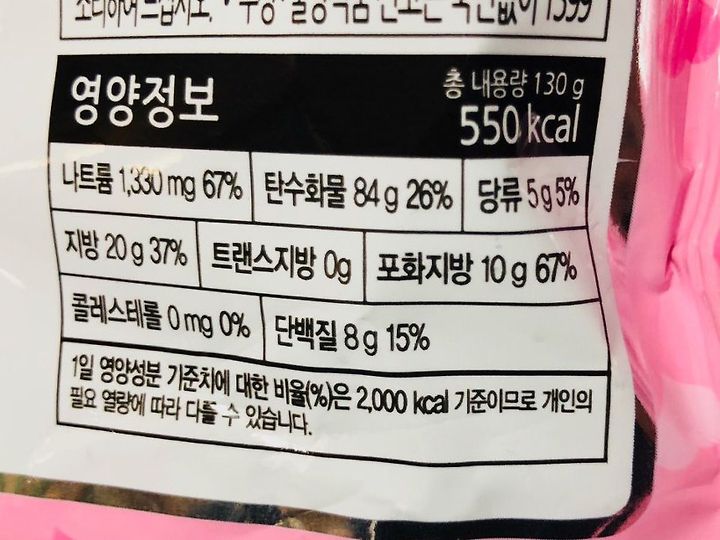 영양정보
총 내용량 130 g
550 kcal
나트륨 1,330 mg 67% 탄수화물 84 g 26% 당류 5 g 5%
지방 20 g 37% 트랜스지방 0g 포화지방 10 g 67%
콜레스테롤 0 mg 0% 단백질 8 g 15%
1일 영양성분 기준치에 대한 비율(%)은 2,000 kcal 기준이므로 개인의
필요 열량에 따라 다를 수 있습니다.